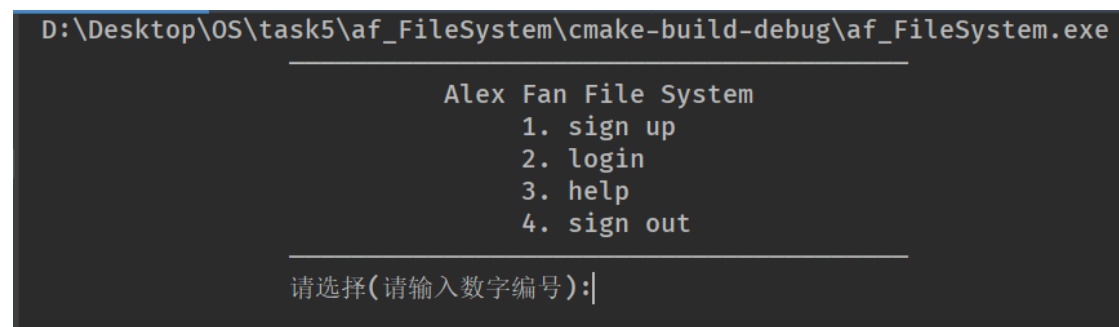 D:\Desktop\OS\task5\af_FileSystem\cmake-build-debug\af_FileSystem.exe
Alex Fan File System
1. sign up
2. login
3. help
4. sign out
请选择(请输入数字编号):